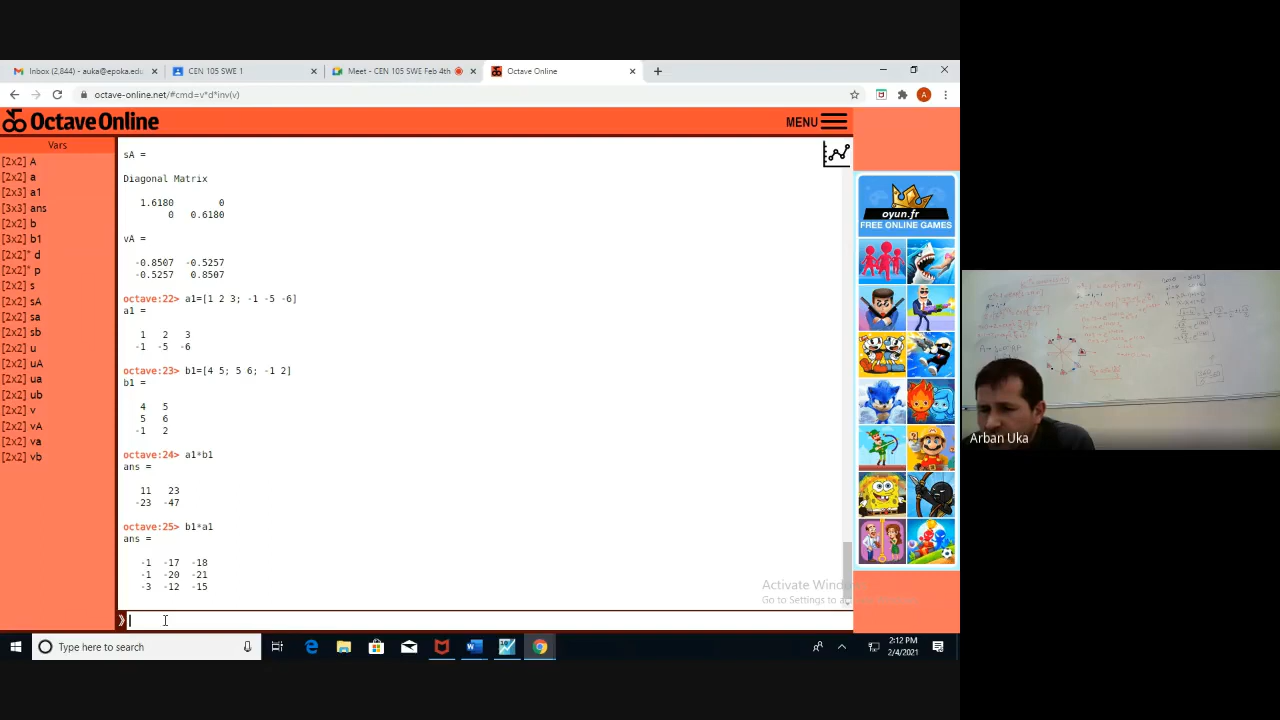 Inbox (2,844) - auka@epoka.edu.
CEN 105 SWE 1
Meet - CEN 105 SWE Feb 4th
Octave Online
octave-online.net/#cmd=v*d*inv(v)
Octave Online
MENU
Vars
[2x2] A
[2x2] a
[2x3] a1
[3x3] ans
[2x2] b
[3x2] b1
[2x2]* d
[2x2]* p
[2x2] s
[2x2] sA
[2x2] sa
[2x2] sb
[2x2] u
[2x2] uA
[2x2] ua
[2x2] ub
[2x2] v
[2x2] vA
[2x2] va
[2x2] vb
sA =
Diagonal Matrix
1.6180 0
0 0.6180
vA =
-0.8507 -0.5257
-0.5257 0.8507
octave:22> a1=[1 2 3; -1 -5 -6]
a1 =
1 2 3
-1 -5 -6
octave:23> b1=[4 5; 5 6; -1 2]
b1 =
4 5
5 6
-1 2
octave:24> a1*b1
ans =
11 23
-23 -47
octave:25> b1*a1
ans =
-1 -17 -18
-1 -20 -21
-3 -12 -15
oyun.fr
FREE ONLINE GAMES
Arban Uka
Activate Windo
Go to Settings to a
Type here to search
2:12 PM
2/4/2021